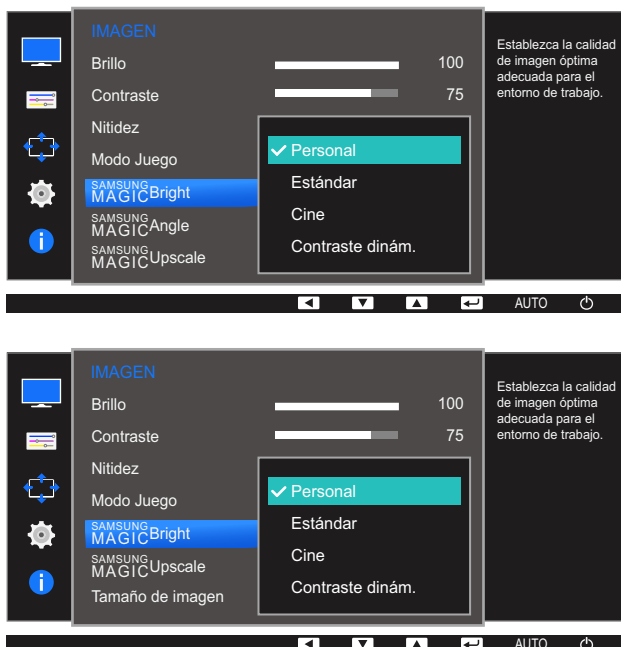 IMAGEN
Brillo 100
Contraste 75
Nitidez
Modo Juego
SAMSUNG MAGICBright
SAMSUNG MAGICAngle
SAMSUNG MAGICUpscale
Personal
Estándar
Cine
Contraste dinám.
Establezca la calidad
de imagen óptima
adecuada para el
entorno de trabajo.
AUTO
IMAGEN
Brillo 100
Contraste 75
Nitidez
Modo Juego
SAMSUNG MAGICBright
SAMSUNG MAGICUpscale
Tamaño de imagen
Personal
Estándar
Cine
Contraste dinám.
Establezca la calidad
de imagen óptima
adecuada para el
entorno de trabajo.
AUTO